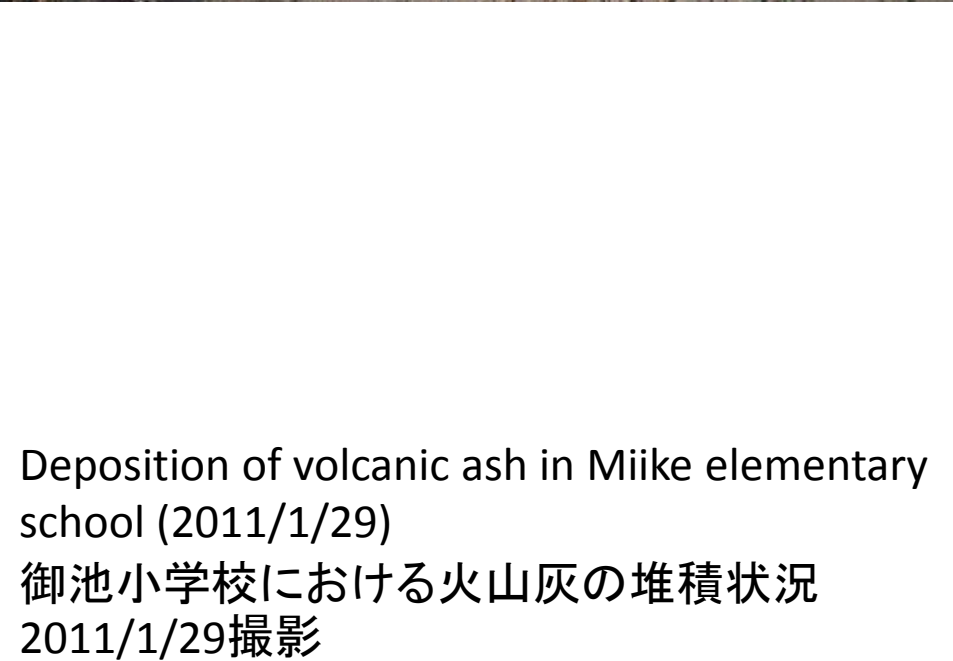 Deposition of volcanic ash in Miike elementary
school (2011/1/29)
御池小学校における火山灰の堆積状況
2011/1/29撮影